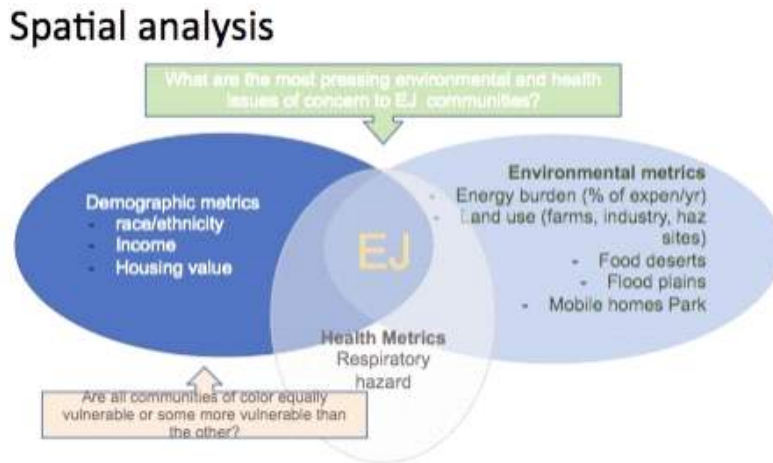 Spatial analysis
What are the most pressing environmental and health
issues of concern to EJ communities?
Demographic metrics
- race/ethnicity
- Income
- Housing value
EJ
Environmental metrics
- Energy burden (% of expen/yr)
- Land use (farms, industry, haz
sites)
- Food deserts
- Flood plains
- Mobile homes Park
Health Metrics
Respiratory
hazard
Are all communities of color equally
vulnerable or some more vulnerable than
the other?